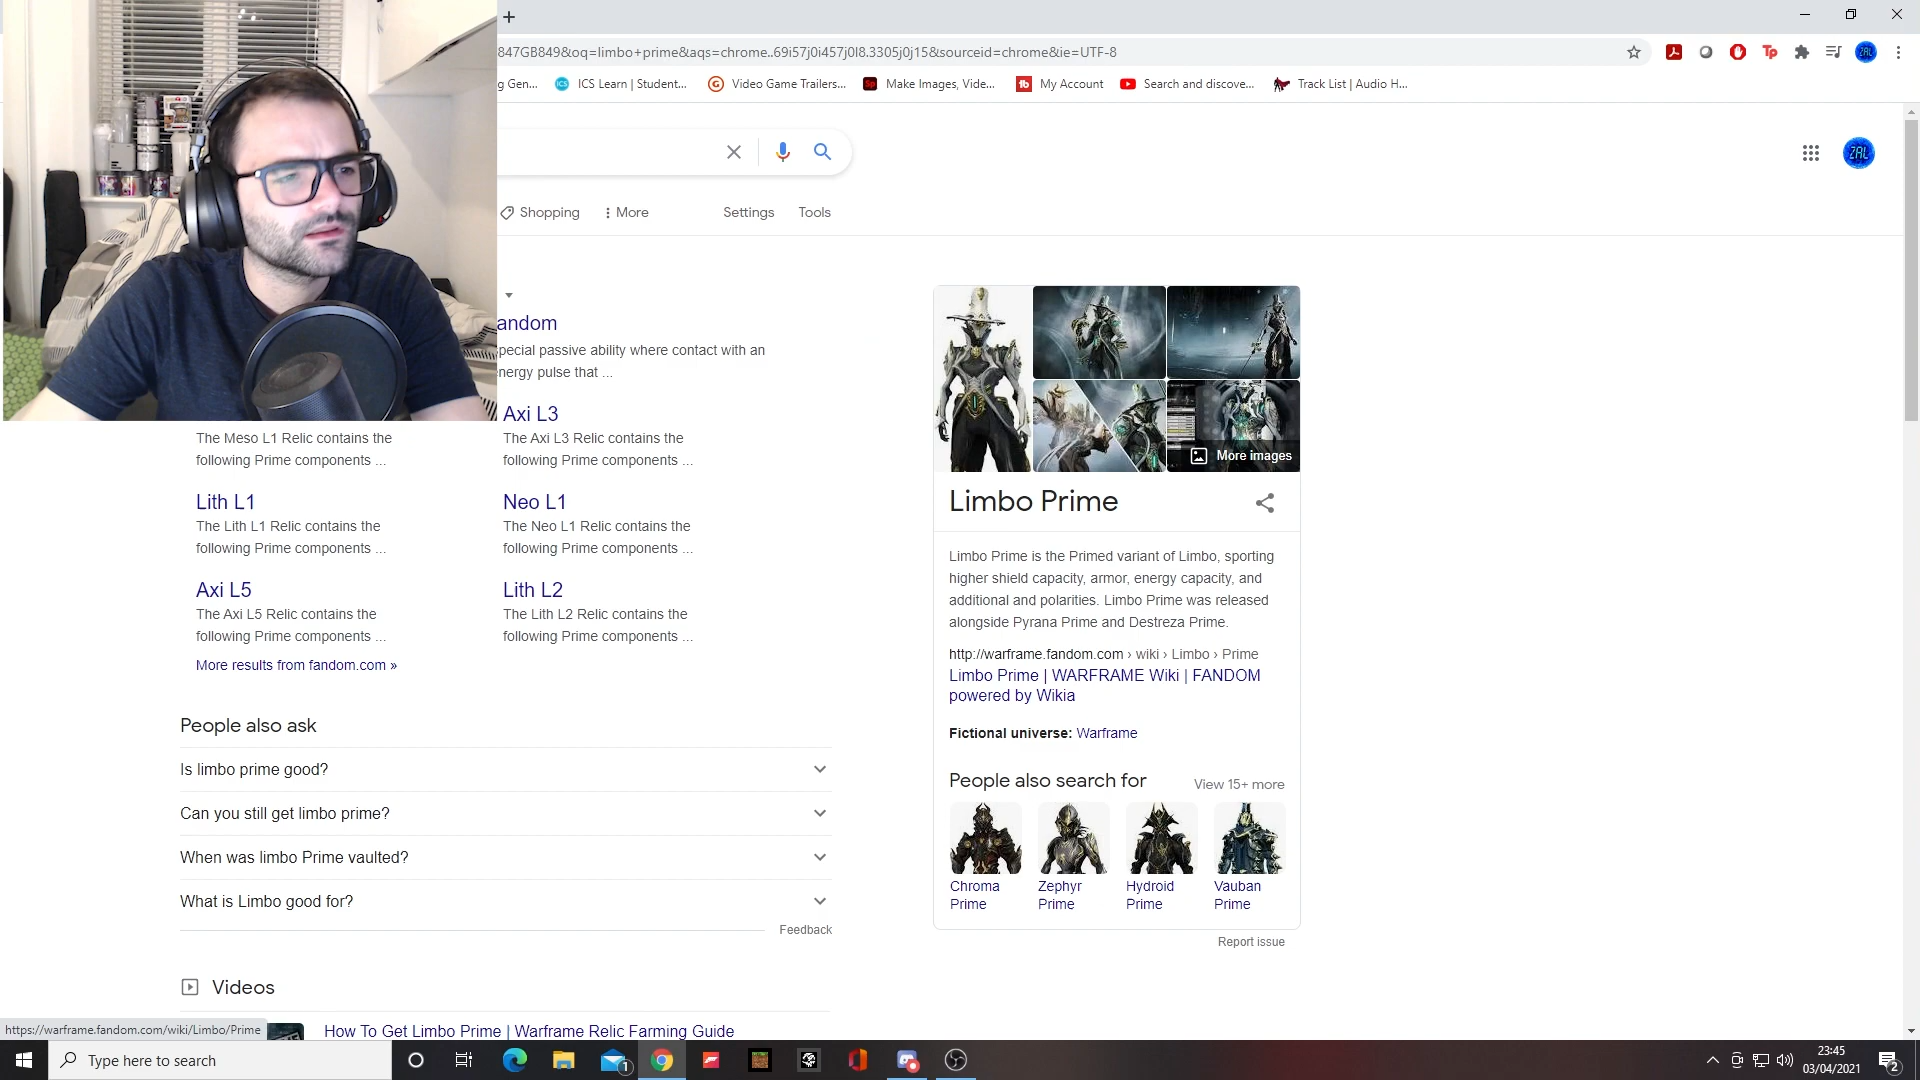 847GB849&oq=limbo+prime&aqs=chrome..69i57j0i457j0l8.3305j0j15&sourceid=chrome&ie=UTF-8
g Gen...
ICS Learn | Student...
Video Game Trailers...
Make Images, Vide...
My Account
Search and discove...
Track List | Audio H...
Shopping
More
Settings
Tools
andom
pecial passive ability where contact with an
nergy pulse that ...
The Meso L1 Relic contains the
following Prime components ...
Axi L3
The Axi L3 Relic contains the
following Prime components ...
Lith L1
The Lith L1 Relic contains the
following Prime components ...
Neo L1
The Neo L1 Relic contains the
following Prime components ...
Axi L5
The Axi L5 Relic contains the
following Prime components ...
Lith L2
The Lith L2 Relic contains the
following Prime components ...
More results from fandom.com »
People also ask
Is limbo prime good?
Can you still get limbo prime?
When was limbo Prime vaulted?
What is Limbo good for?
Feedback
Videos
How To Get Limbo Prime | Warframe Relic Farming Guide
More images
Limbo Prime
Limbo Prime is the Primed variant of Limbo, sporting
higher shield capacity, armor, energy capacity, and
additional and polarities. Limbo Prime was released
alongside Pyrana Prime and Destreza Prime.
http://warframe.fandom.com › wiki › Limbo › Prime
Limbo Prime | WARFRAME Wiki | FANDOM
powered by Wikia
Fictional universe: Warframe
People also search for
View 15+ more
Chroma
Prime
Zephyr
Prime
Hydroid
Prime
Vauban
Prime
Report issue
https://warframe.fandom.com/wiki/Limbo/Prime
Type here to search
1
23:45
03/04/2021
2
ZAL